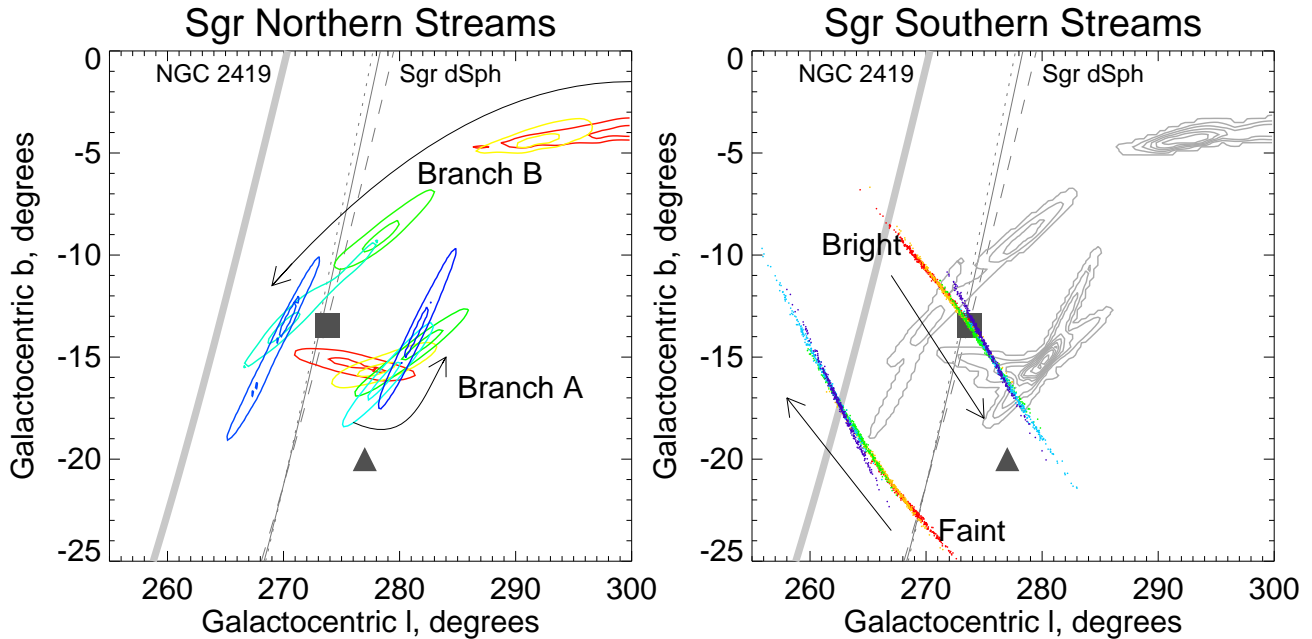 Sgr Northern Streams
Sgr Southern Streams
0
-5
-10
-15
-20
-25
Galactocentric b, degrees
NGC 2419
Sgr dSph
Branch B
Branch A
260
270
280
290
300
Galactocentric l, degrees
0
-5
-10
-15
-20
-25
Galactocentric b, degrees
NGC 2419
Sgr dSph
Bright
Faint
260
270
280
290
300
Galactocentric l, degrees